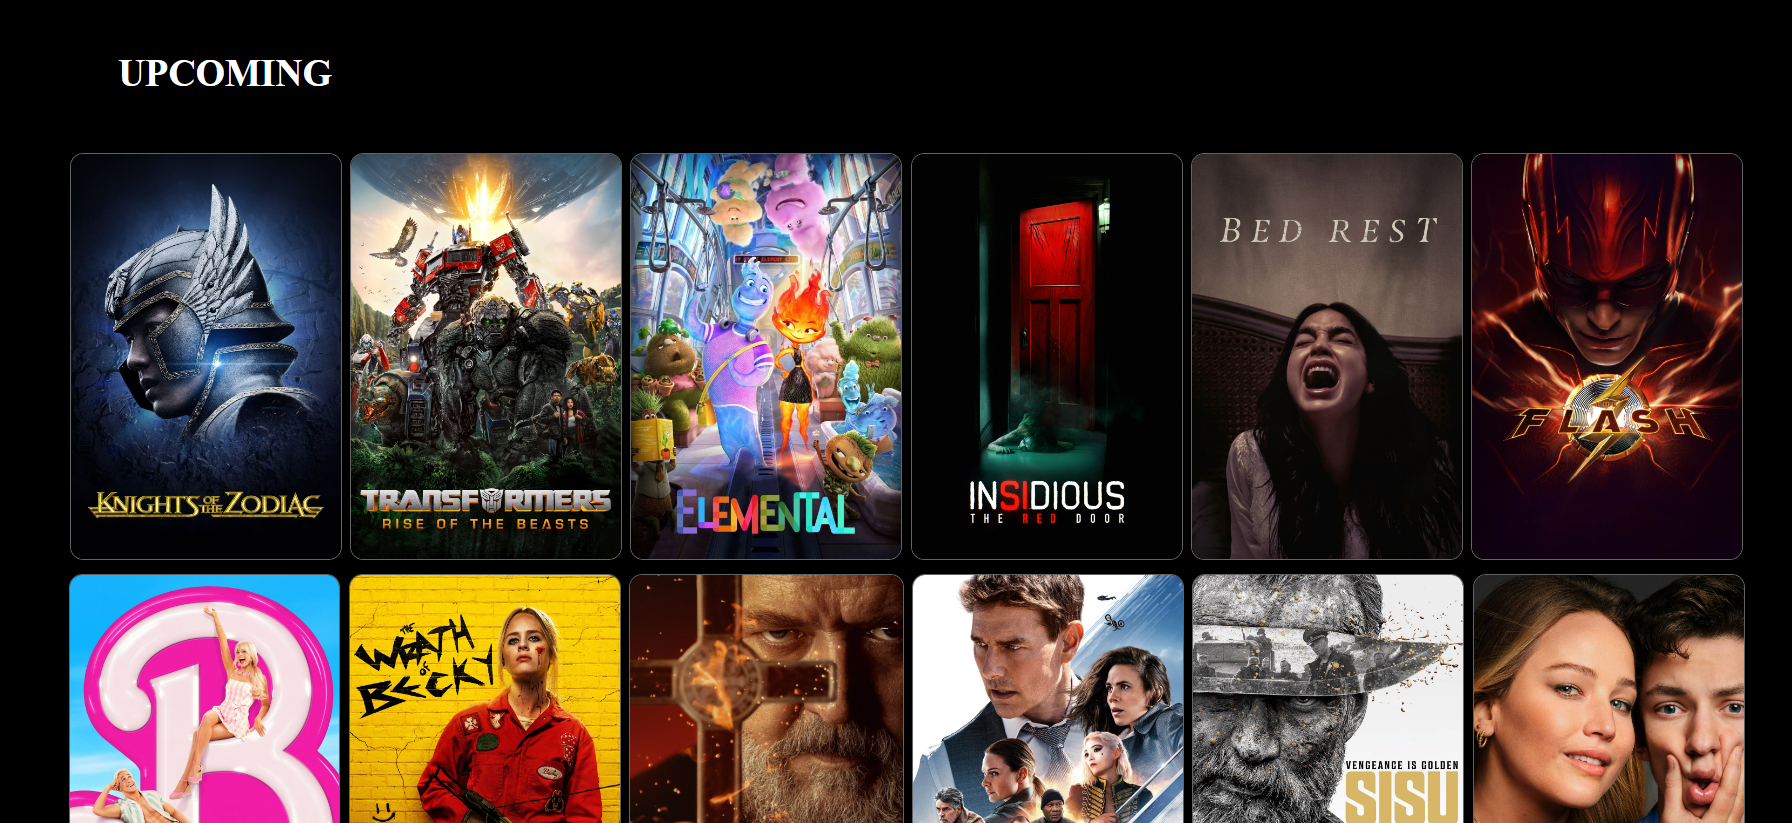 UPCOMING
KNIGHTS OF THE ZODIAC
TRANSFORMERS
RISE OF THE BEASTS
ELEMENTAL
INSIDIOUS
THE RED DOOR
BED REST
FLASH
THE
WRATH
OF
BECKY
VENGEANCE IS GOLDEN
SISU